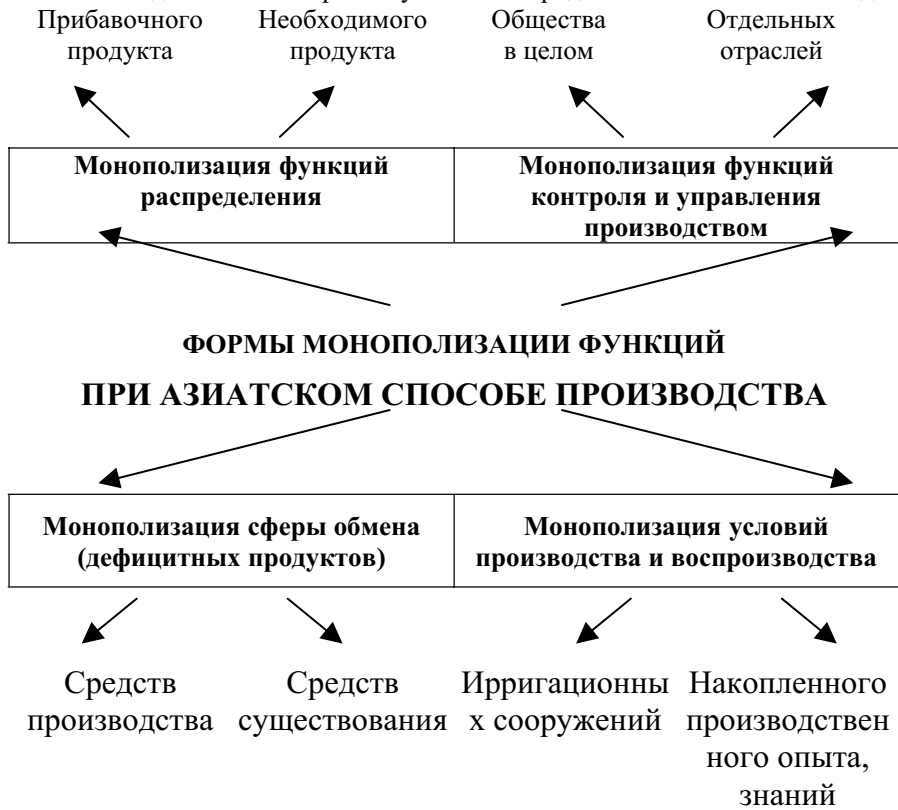 Прибавочного Необходимого Общества Отдельных
продукта продукта в целом отраслей
Монополизация функций
распределения
Монополизация функций
контроля и управления
производством
ФОРМЫ МОНОПОЛИЗАЦИИ ФУНКЦИЙ
ПРИ АЗИАТСКОМ СПОСОБЕ ПРОИЗВОДСТВА
Монополизация сферы обмена
(дефицитных продуктов)
Монополизация условий
производства и воспроизводства
Средств
производства
Средств
существования
Ирригационны
х сооружений
Накопленного
производствен
ного опыта,
знаний